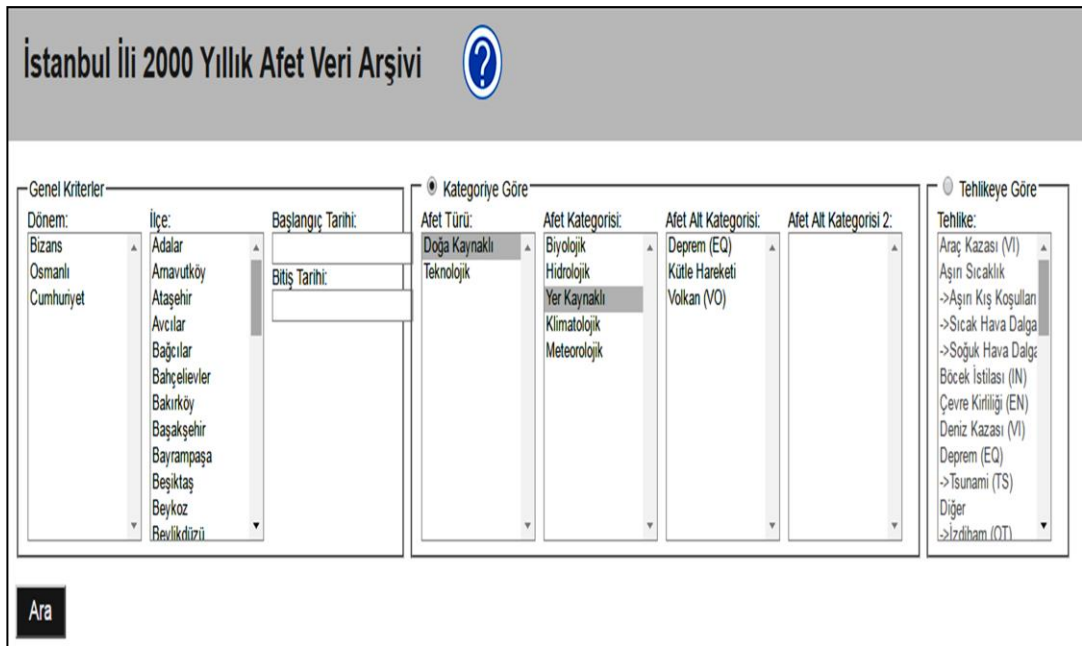 İstanbul İli 2000 Yıllık Afet Veri Arşivi
?
Genel Kriterler
Dönem:
Bizans
Osmanlı
Cumhuriyet
İlçe:
Adalar
Arnavutköy
Ataşehir
Avcılar
Bağcılar
Bahçelievler
Bakırköy
Başakşehir
Bayrampaşa
Beşiktaş
Beykoz
Beylikdüzü
Başlangıç Tarihi:
Bitiş Tarihi:
Kategoriye Göre
Afet Türü:
Doğa Kaynaklı
Teknolojik
Afet Kategorisi:
Biyolojik
Hidrolojik
Yer Kaynaklı
Klimatolojik
Meteorolojik
Afet Alt Kategorisi:
Deprem (EQ)
Kütle Hareketi
Volkan (VO)
Afet Alt Kategorisi 2:
Tehlikeye Göre
Tehlike:
Araç Kazası (VI)
Aşırı Sıcaklık
->Aşırı Kış Koşulları
->Sıcak Hava Dalga
->Soğuk Hava Dalga
Böcek İstilası (IN)
Çevre Kirliliği (EN)
Deniz Kazası (VI)
Deprem (EQ)
->Tsunami (TS)
Diğer
->İzdiham (OT)
Ara